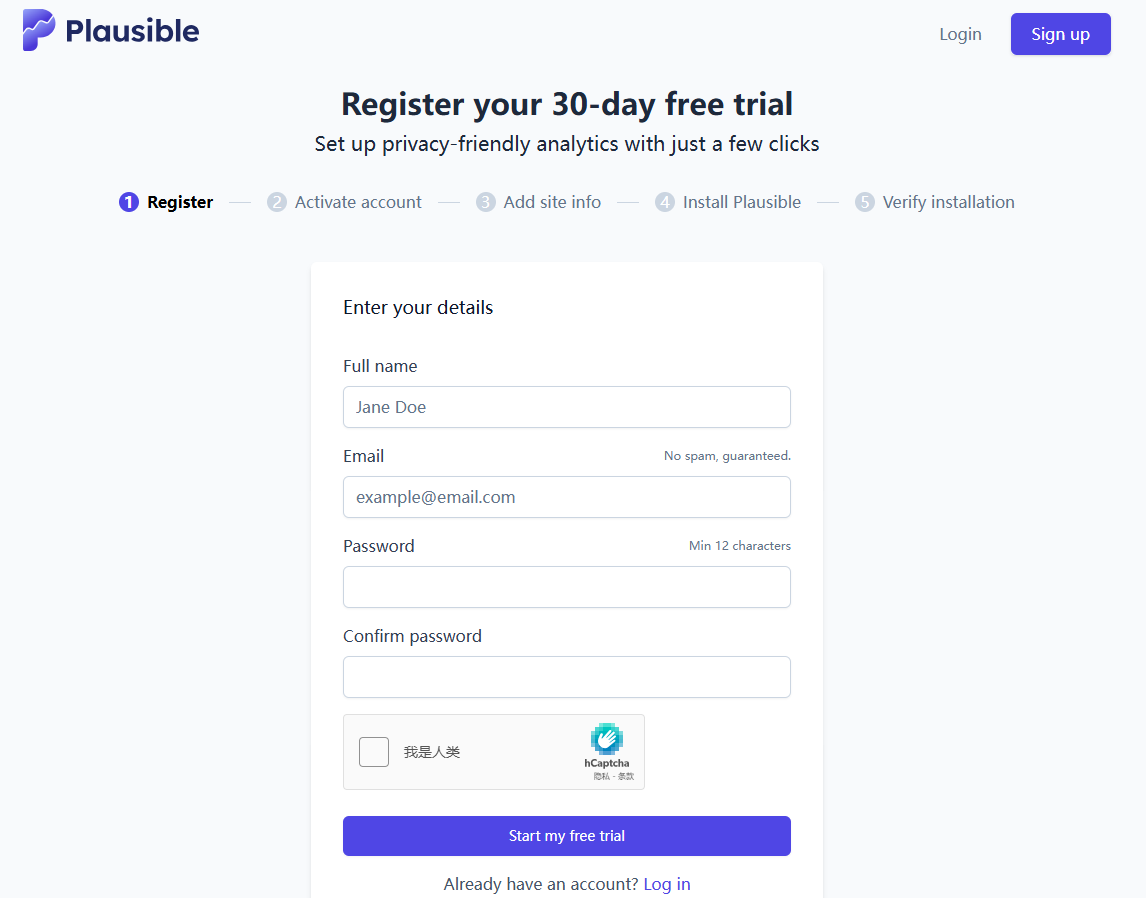 Plausible
Login
Sign up
Register your 30-day free trial
Set up privacy-friendly analytics with just a few clicks
1 Register
2 Activate account
3 Add site info
4 Install Plausible
5 Verify installation
Enter your details
Full name
Jane Doe
Email
No spam, guaranteed.
example@email.com
Password
Min 12 characters
Confirm password
我是人类
hCaptcha
隐私 · 条款
Start my free trial
Already have an account? Log in